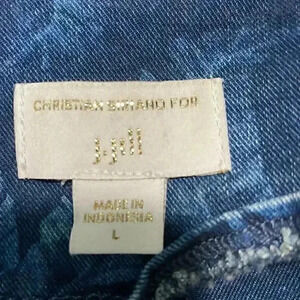 CHRISTIAN SIRIANO FOR
J.Jill
MADE IN
INDONESIA
L